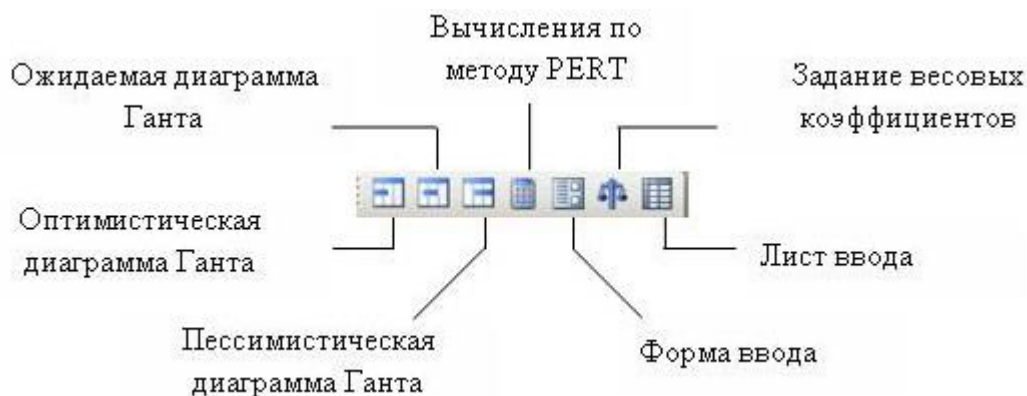 Вычисления по
методу PERT
Ожидаемая диаграмма
Ганта
Задание весовых
коэффициентов
Оптимистическая
диаграмма Ганта
Лист ввода
Пессимистическая
диаграмма Ганта
Форма ввода